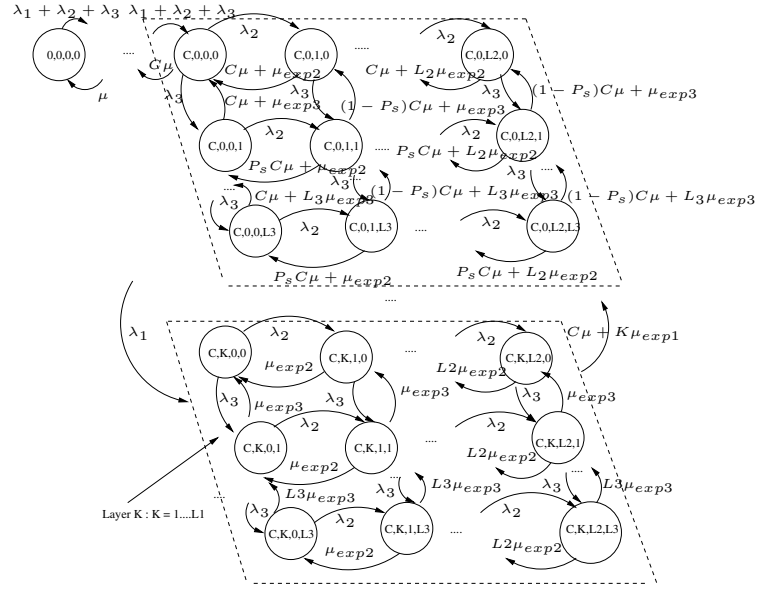 λ1 + λ2 + λ3 λ1 + λ2 + λ3
0,0,0,0
....
μ
Gμ
C,0,0,0
λ2
C,0,1,0
.....
λ2
C,0,L2,0
Cμ + μexp2
Cμ + L2μexp2
λ3
Cμ + μexp3
λ3
(1 − Ps)Cμ + μexp3
λ3
(1 − Ps)Cμ + μexp3
C,0,0,1
λ2
C,0,1,1
.....
λ2
C,0,L2,1
PsCμ + μexp2
PsCμ + L2μexp2
....
λ3
Cμ + L3μexp3
λ3
....
(1 − Ps)Cμ + L3μexp3
λ3
....
(1 − Ps)Cμ + L3μexp3
C,0,0,L3
λ2
C,0,1,L3
....
λ2
C,0,L2,L3
PsCμ + μexp2
PsCμ + L2μexp2
....
λ1
Cμ + Kμexp1
C,K,0,0
λ2
C,K,1,0
....
λ2
C,K,L2,0
μexp2
L2μexp2
λ3
μexp3
λ3
μexp3
λ3
μexp3
C,K,0,1
λ2
C,K,1,1
....
λ2
C,K,L2,1
μexp2
L2μexp2
....
λ3
L3μexp3
....
λ3
L3μexp3
....
λ3
L3μexp3
Layer K : K = 1....L1
C,K,0,L3
λ2
C,K,1,L3
....
λ2
C,K,L2,L3
μexp2
L2μexp2